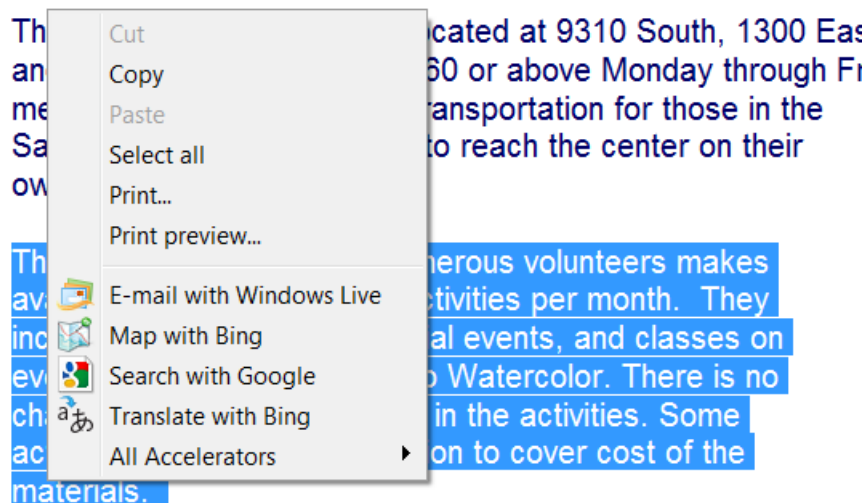 Th
Cut
cated at 9310 South, 1300 Eas
an
Copy
60 or above Monday through Fr
me
Paste
ransportation for those in the
Sa
Select all
to reach the center on their
ow
Print...
Print preview...
Th
nerous volunteers makes
ava
E-mail with Windows Live
ctivities per month. They
inc
Map with Bing
al events, and classes on
eve
Search with Google
o Watercolor. There is no
cha
Translate with Bing
in the activities. Some
ac
All Accelerators
on to cover cost of the
materials.